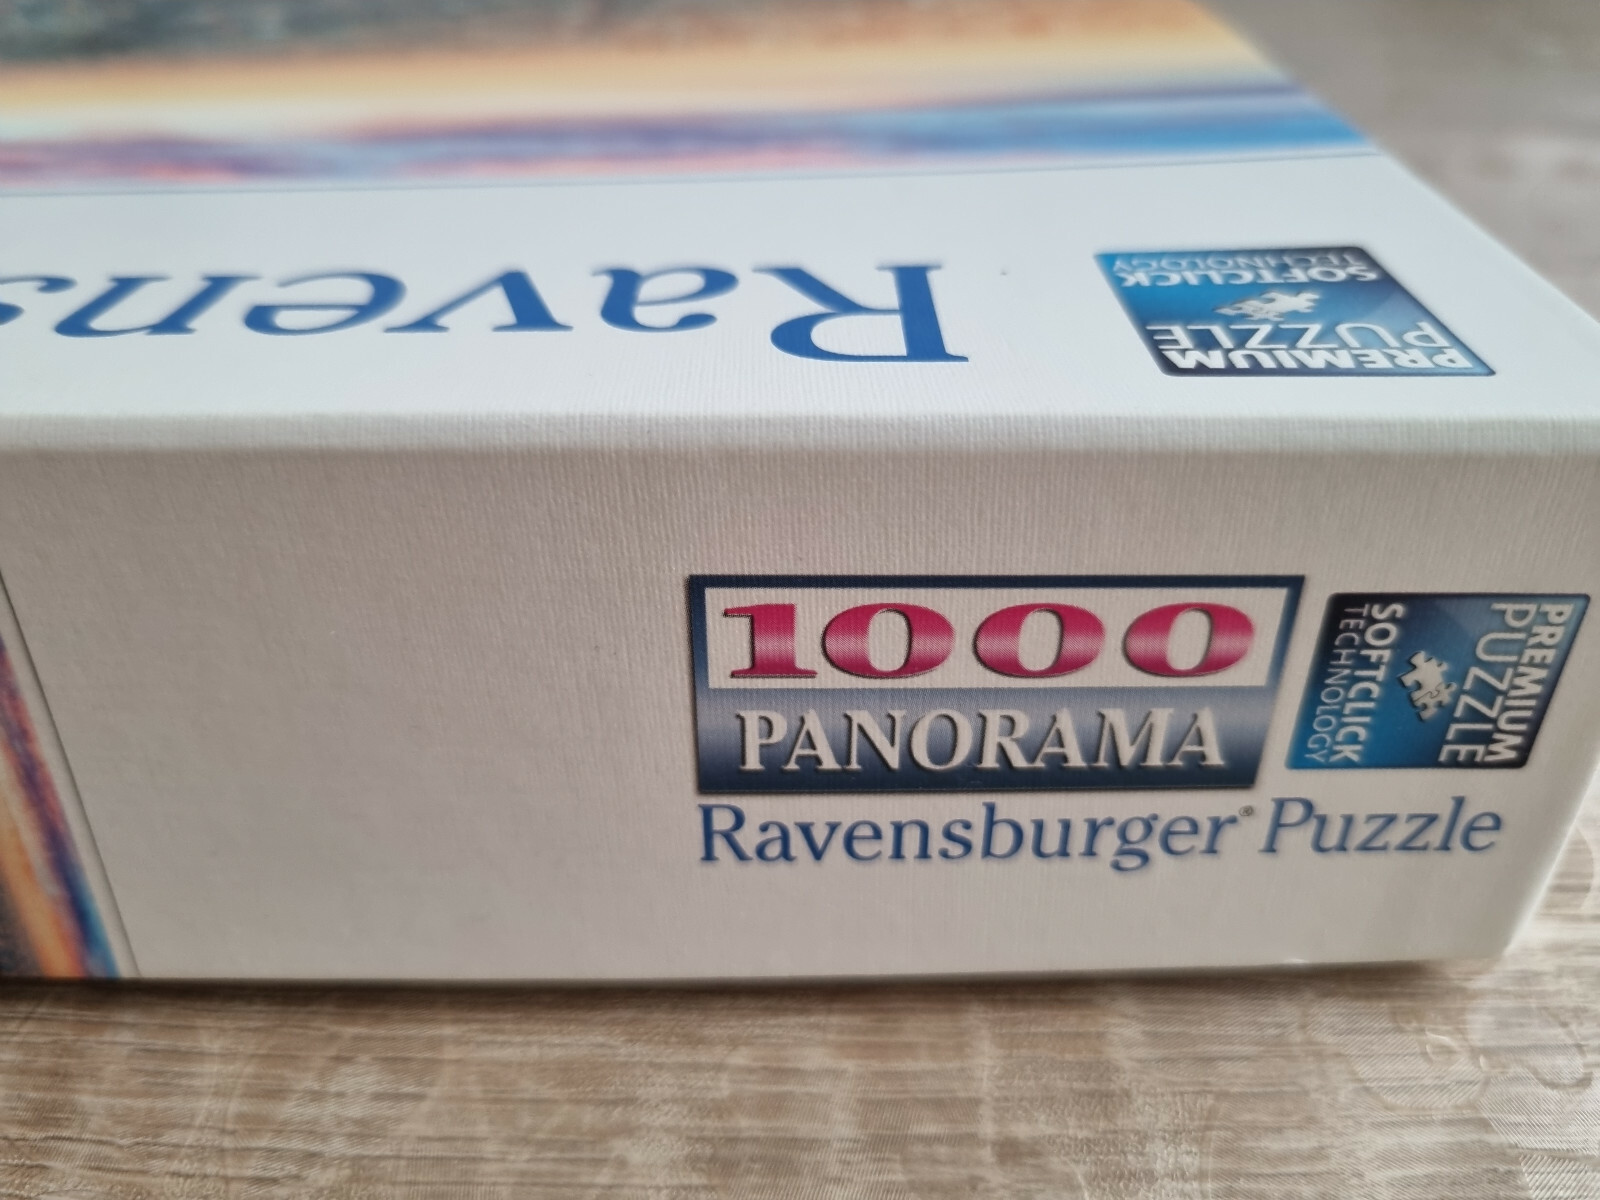 Ravens
PREMIUM
PUZZLE
SOFTCLICK
TECHNOLOGY
1000
PANORAMA
Ravensburger® Puzzle
PREMIUM
PUZZLE
SOFTCLICK
TECHNOLOGY